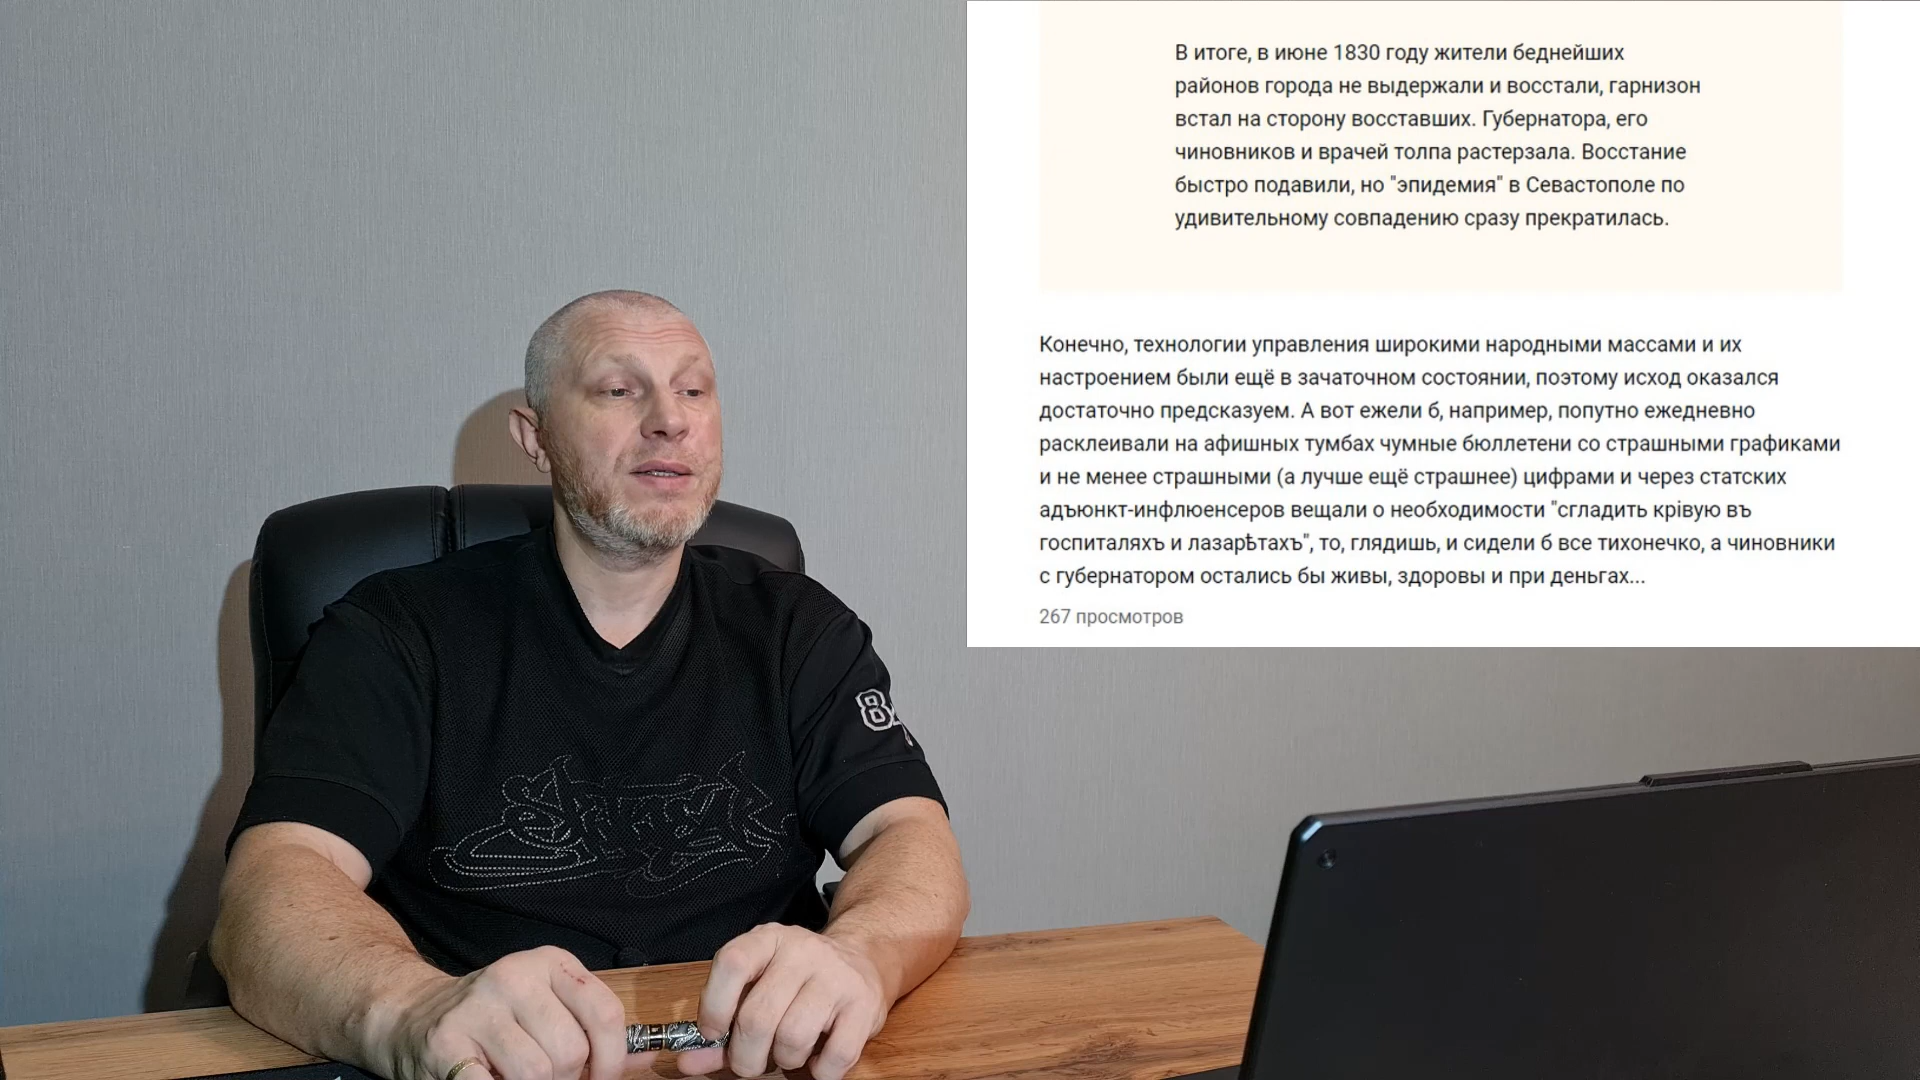 В итоге, в июне 1830 году жители беднейших
районов города не выдержали и восстали, гарнизон
встал на сторону восставших. Губернатора, его
чиновников и врачей толпа растерзала. Восстание
быстро подавили, но "эпидемия" в Севастополе по
удивительному совпадению сразу прекратилась.
Конечно, технологии управления широкими народными массами и их
настроением были ещё в зачаточном состоянии, поэтому исход оказался
достаточно предсказуем. А вот ежели б, например, попутно ежедневно
расклеивали на афишных тумбах чумные бюллетени со страшными графиками
и не менее страшными (а лучше ещё страшнее) цифрами и через статских
адъюнкт-инфлюенсеров вещали о необходимости "сгладить крiвую въ
госпиталяхъ и лазарѣтахъ", то, глядишь, и сидели б все тихонечко, а чиновники
с губернатором остались бы живы, здоровы и при деньгах...
267 просмотров